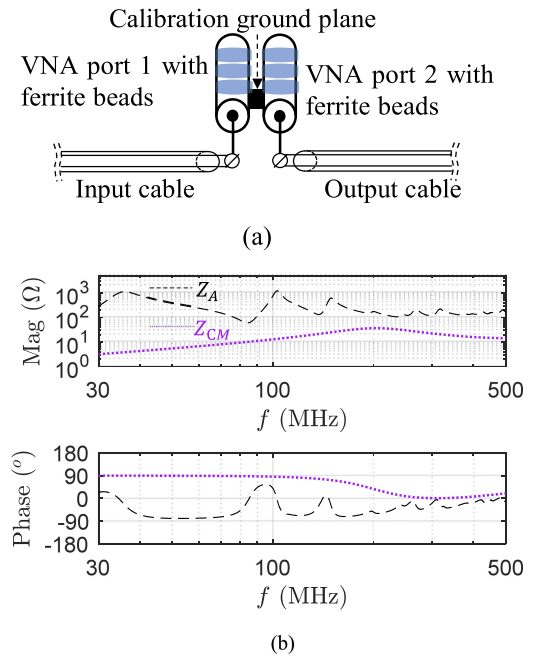 Calibration ground plane
VNA port 1 with
ferrite beads
VNA port 2 with
ferrite beads
Input cable
Output cable
(a)
Mag (Ω)
10³
10²
10¹
10⁰
Z_A
Z_CM
30
100
500
f (MHz)
Phase (°)
180
90
0
-90
-180
30
100
500
f (MHz)
(b)